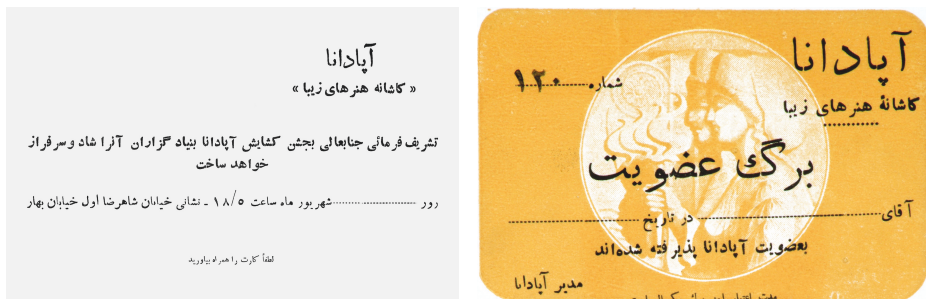 آپادانا
« کاشانه هنرهای زیبا »
تشریف فرمائی جنابعالی بجشن گشایش آپادانا بنیاد گزاران آنرا شاد و سرفراز
خواهد ساخت
روز ........................ شهریور ماه ساعت ۱۸/۵ - نشانی خیابان شاهرضا اول خیابان بهار
لطفاً کارت را همراه بیاورید
آپادانا
کاشانهٔ هنرهای زیبا
شماره ........ ۱۲۰
برگ عضویت
آقای ........................ در تاریخ ........................
بعضویت آپادانا پذیرفته شده‌اند
مدیر آپادانا